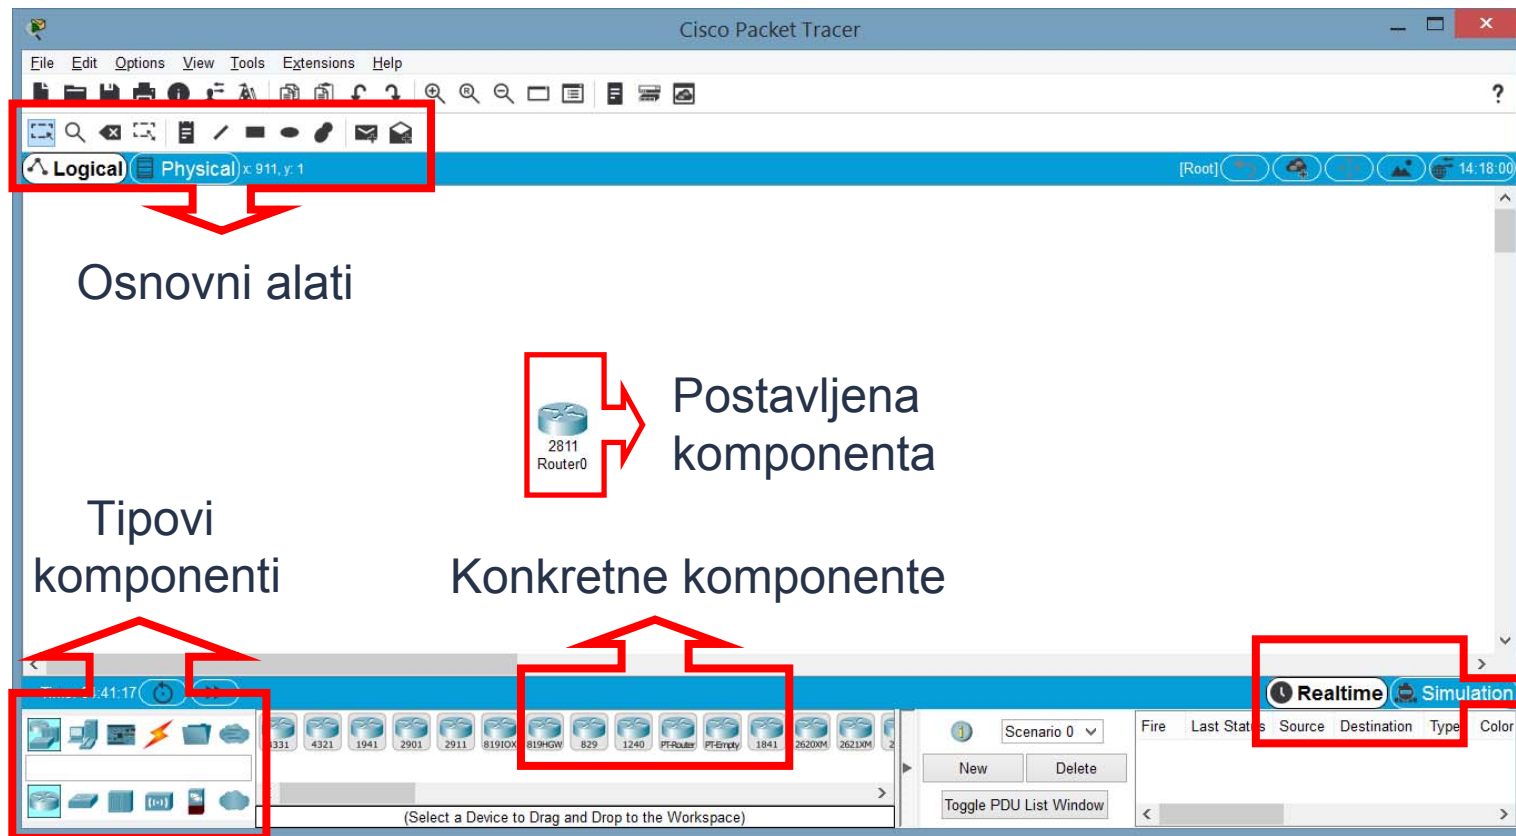 Cisco Packet Tracer
File Edit Options View Tools Extensions Help
?
Logical Physical x: 911, y: 1 [Root] 14:18:00
Osnovni alati
2811
Router0
Postavljena
komponenta
Tipovi
komponenti
Konkretne komponente
:41:17 Realtime Simulation
4321 1941 2901 2911 819IOX 819HGW 829 1240 PT-Router PT-Empty 1841 2620XM 2621XM
(Select a Device to Drag and Drop to the Workspace)
Scenario 0
New Delete
Toggle PDU List Window
Fire Last Status Source Destination Type Color